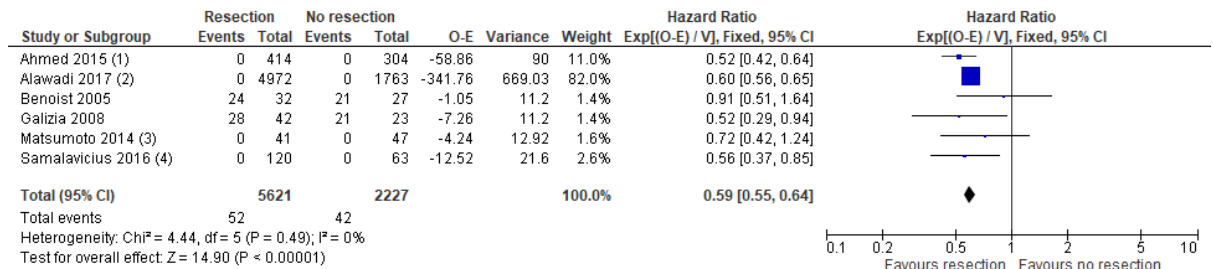 Resection No resection Hazard Ratio Hazard Ratio
Study or Subgroup Events Total Events Total O-E Variance Weight Exp[(O-E) / V], Fixed, 95% CI Exp[(O-E) / V], Fixed, 95% CI
Ahmed 2015 (1) 0 414 0 304 -58.86 90 11.0% 0.52 [0.42, 0.64]
Alawadi 2017 (2) 0 4972 0 1763 -341.76 669.03 82.0% 0.60 [0.56, 0.65]
Benoist 2005 24 32 21 27 -1.05 11.2 1.4% 0.91 [0.51, 1.64]
Galizia 2008 28 42 21 23 -7.26 11.2 1.4% 0.52 [0.29, 0.94]
Matsumoto 2014 (3) 0 41 0 47 -4.24 12.92 1.6% 0.72 [0.42, 1.24]
Samalavicius 2016 (4) 0 120 0 63 -12.52 21.6 2.6% 0.56 [0.37, 0.85]
Total (95% CI) 5621 2227 100.0% 0.59 [0.55, 0.64]
Total events 52 42
Heterogeneity: Chi² = 4.44, df = 5 (P = 0.49); I² = 0%
Test for overall effect: Z = 14.90 (P < 0.00001)
0.1 0.2 0.5 1 2 5 10
Favours resection Favours no resection